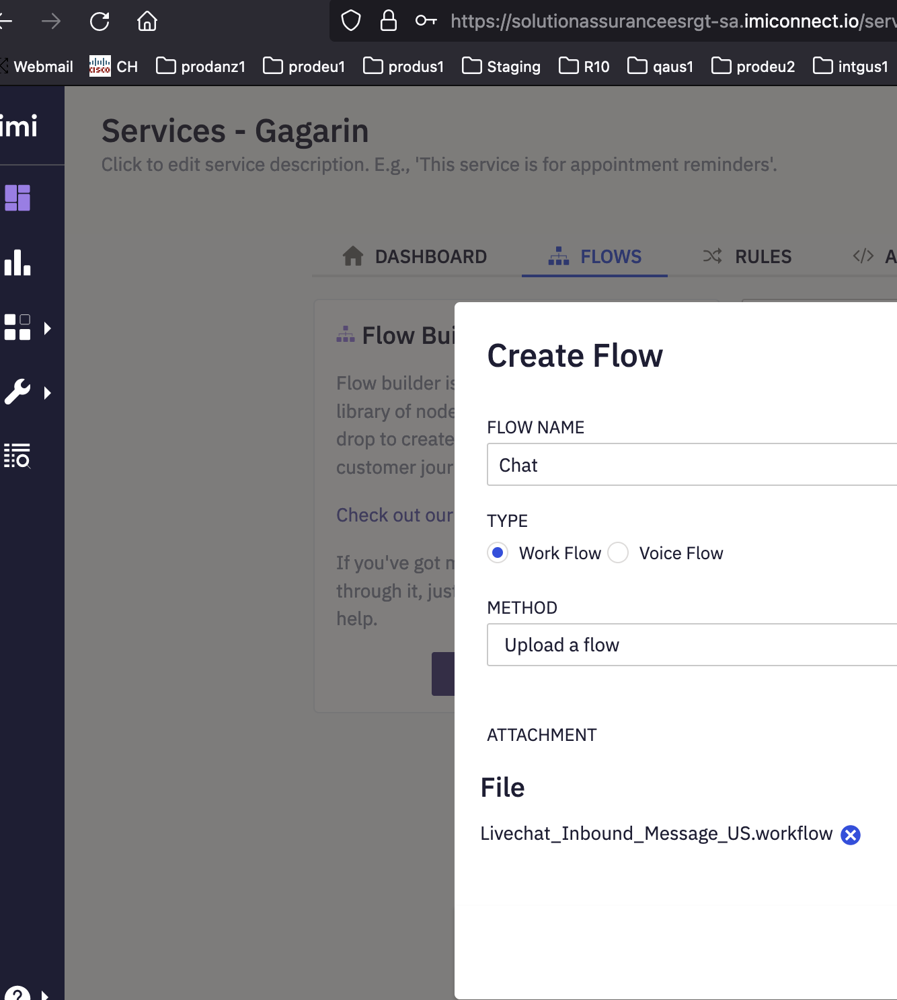 https://solutionassuranceesrgt-sa.imiconnect.io/serv
Webmail CH prodanz1 prodeu1 produs1 Staging R10 qaus1 prodeu2 intgus1
imi
Services - Gagarin
Click to edit service description. E.g., 'This service is for appointment reminders'.
DASHBOARD FLOWS RULES </> A
Flow Bui
Flow builder is
library of node
drop to create
customer jour
Check out our
If you've got m
through it, just
help.
Create Flow
FLOW NAME
Chat
TYPE
Work Flow Voice Flow
METHOD
Upload a flow
ATTACHMENT
File
Livechat_Inbound_Message_US.workflow
?